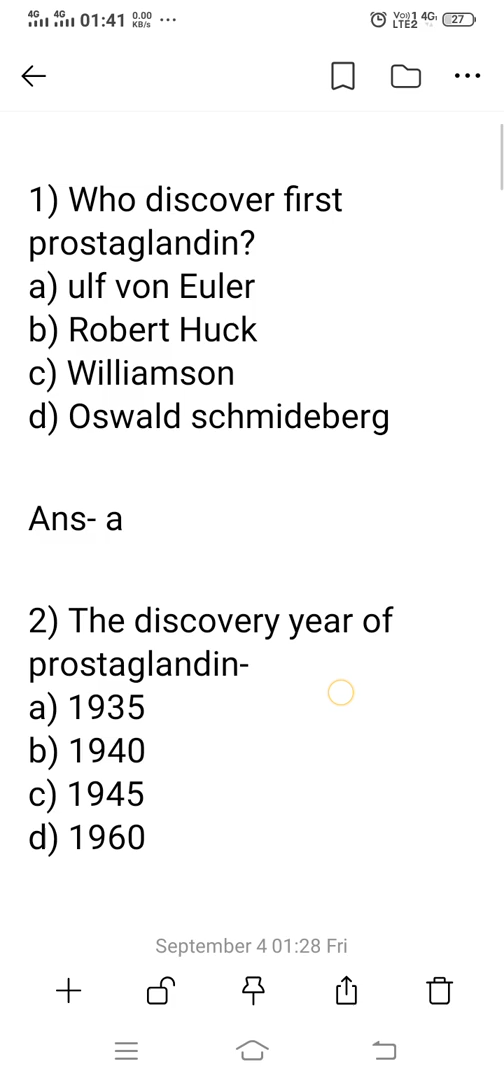 4G 4G 01:41 0.00 KB/s ... Vo))1 4G LTE2 27
1) Who discover first
prostaglandin?
a) ulf von Euler
b) Robert Huck
c) Williamson
d) Oswald schmideberg
Ans- a
2) The discovery year of
prostaglandin-
a) 1935
b) 1940
c) 1945
d) 1960
September 4 01:28 Fri